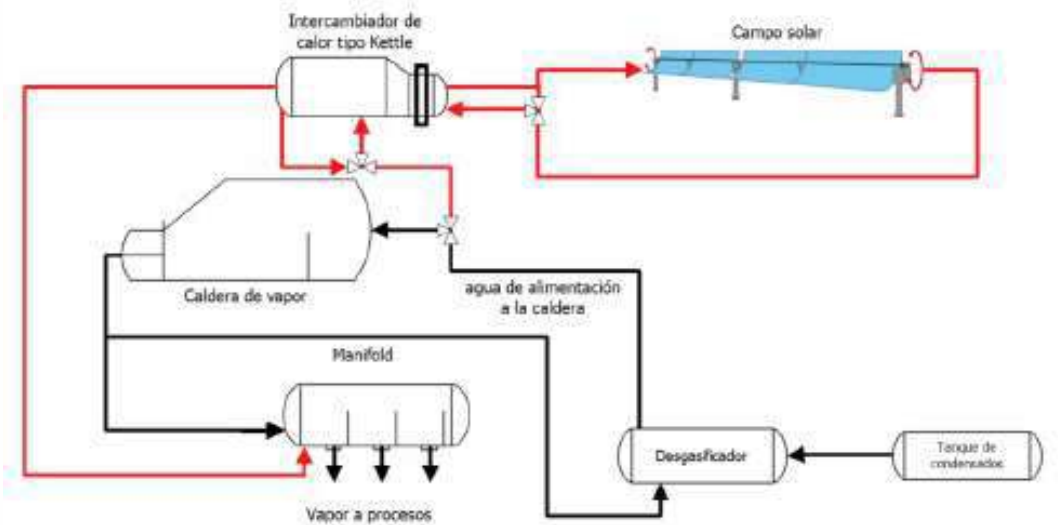 Intercambiador de
calor tipo Kettle
Campo solar
Caldera de vapor
agua de alimentación
a la caldera
Manifold
Desgasificador
Tanque de
condensados
Vapor a procesos